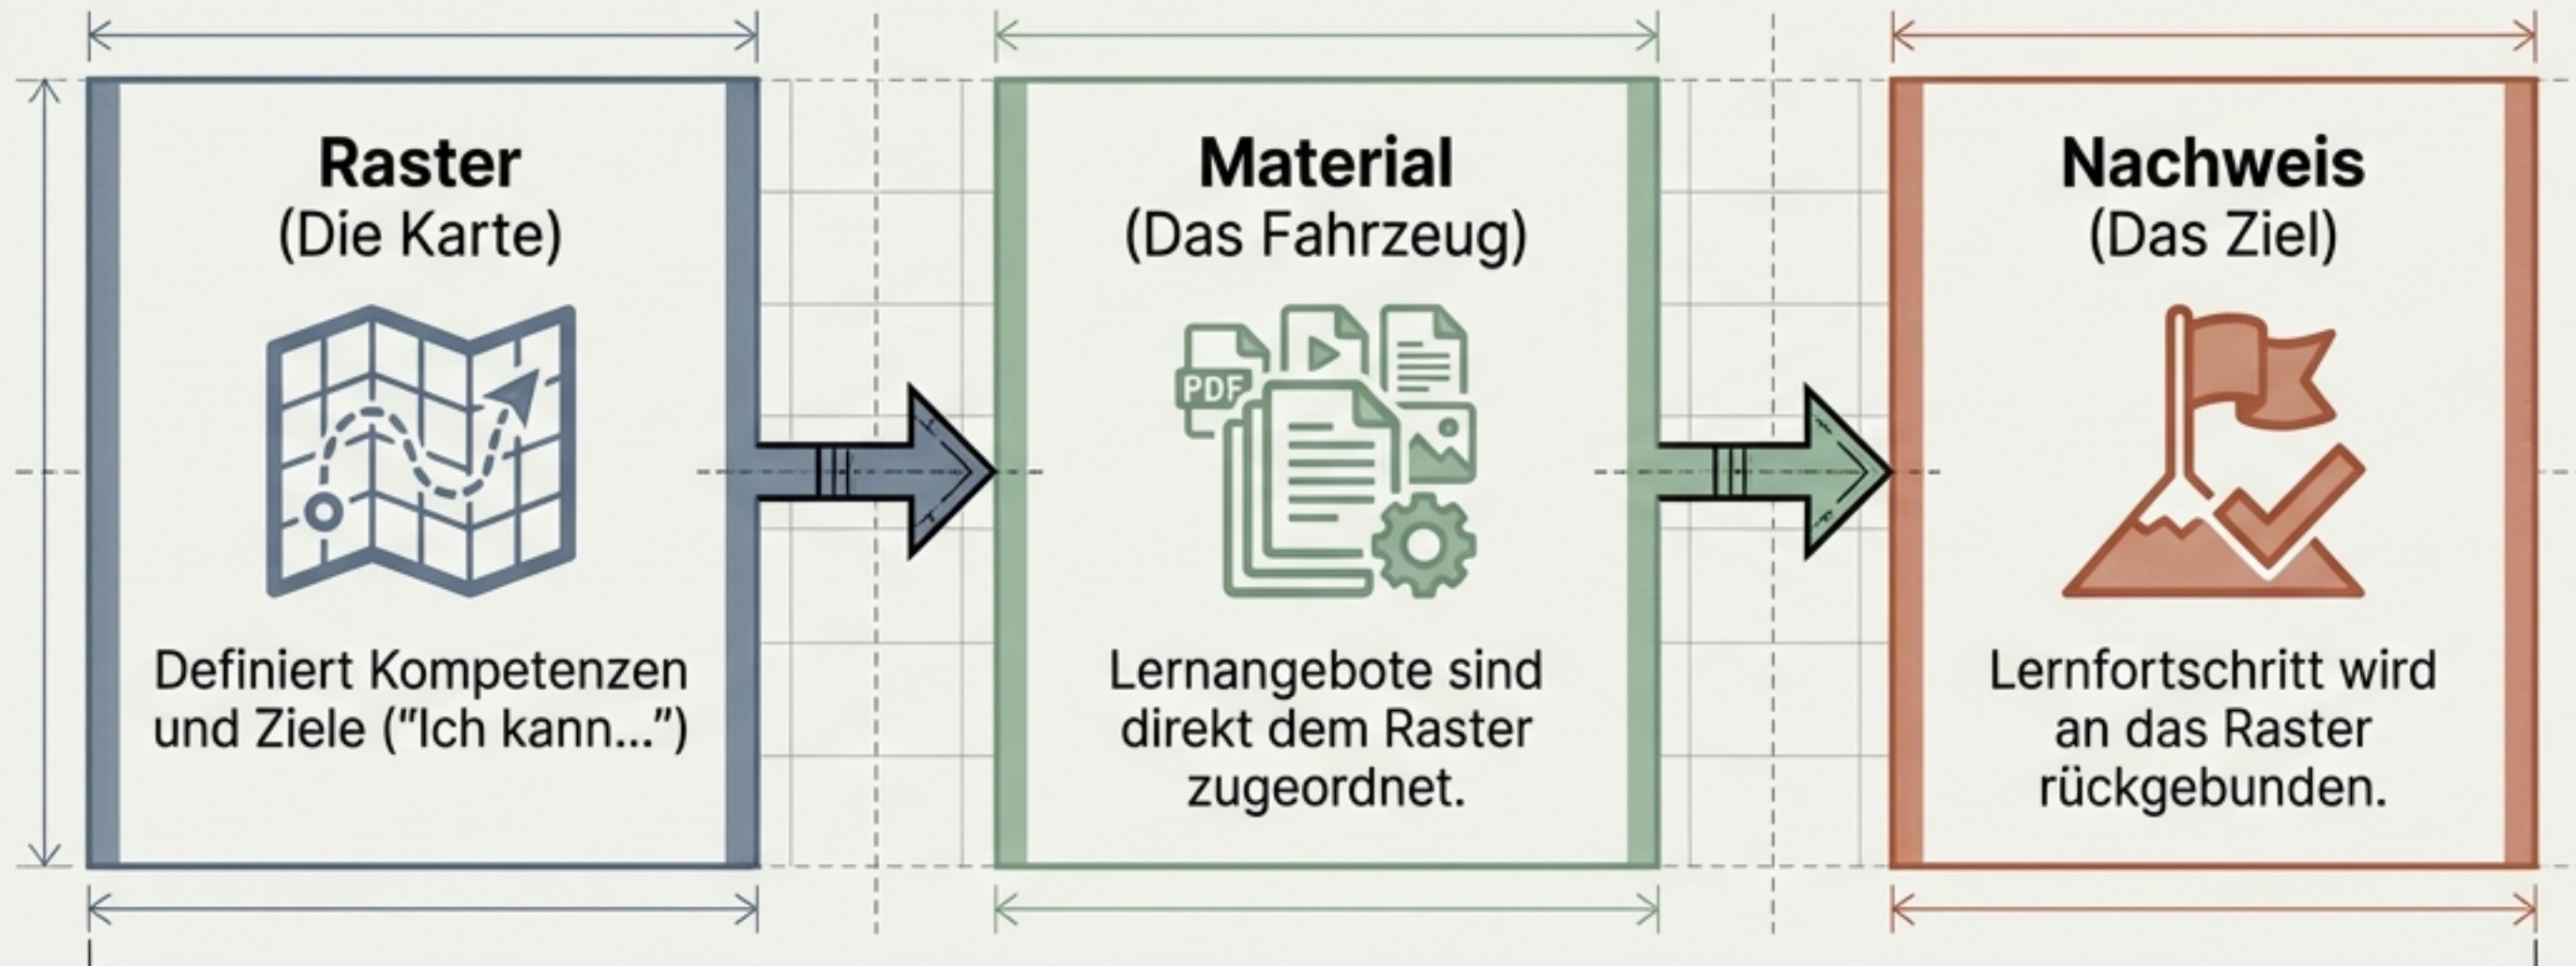 Raster
(Die Karte)
Definiert Kompetenzen
und Ziele ("Ich kann...")
Material
(Das Fahrzeug)
PDF
Lernangebote sind
direkt dem Raster
zugeordnet.
Nachweis
(Das Ziel)
Lernfortschritt wird
an das Raster
rückgebunden.